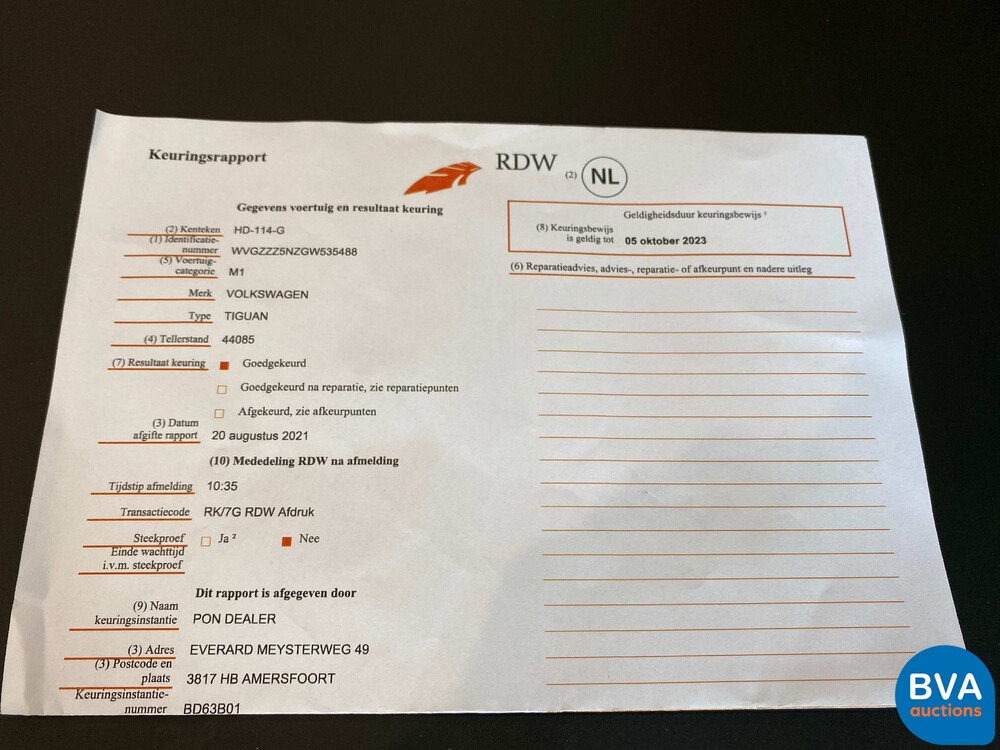 Keuringsrapport
RDW (2) NL
Gegevens voertuig en resultaat keuring
(2) Kenteken HD-114-G
(1) Identificatie-
nummer WVGZZZ5NZGW535488
(5) Voertuig-
categorie M1
Merk VOLKSWAGEN
Type TIGUAN
(4) Tellerstand 44085
(7) Resultaat keuring Goedgekeurd
Goedgekeurd na reparatie, zie reparatiepunten
Afgekeurd, zie afkeurpunten
(3) Datum
afgifte rapport 20 augustus 2021
(10) Mededeling RDW na afmelding
Tijdstip afmelding 10:35
Transactiecode RK/7G RDW Afdruk
Steekproef Ja ² Nee
Einde wachttijd
i.v.m. steekproef
Dit rapport is afgegeven door
(9) Naam
keuringsinstantie PON DEALER
(3) Adres EVERARD MEYSTERWEG 49
(3) Postcode en
plaats 3817 HB AMERSFOORT
Keuringsinstantie-
nummer BD63B01
Geldigheidsduur keuringsbewijs ¹
(8) Keuringsbewijs
is geldig tot 05 oktober 2023
(6) Reparatieadvies, advies-, reparatie- of afkeurpunt en nadere uitleg
BVA
auctions